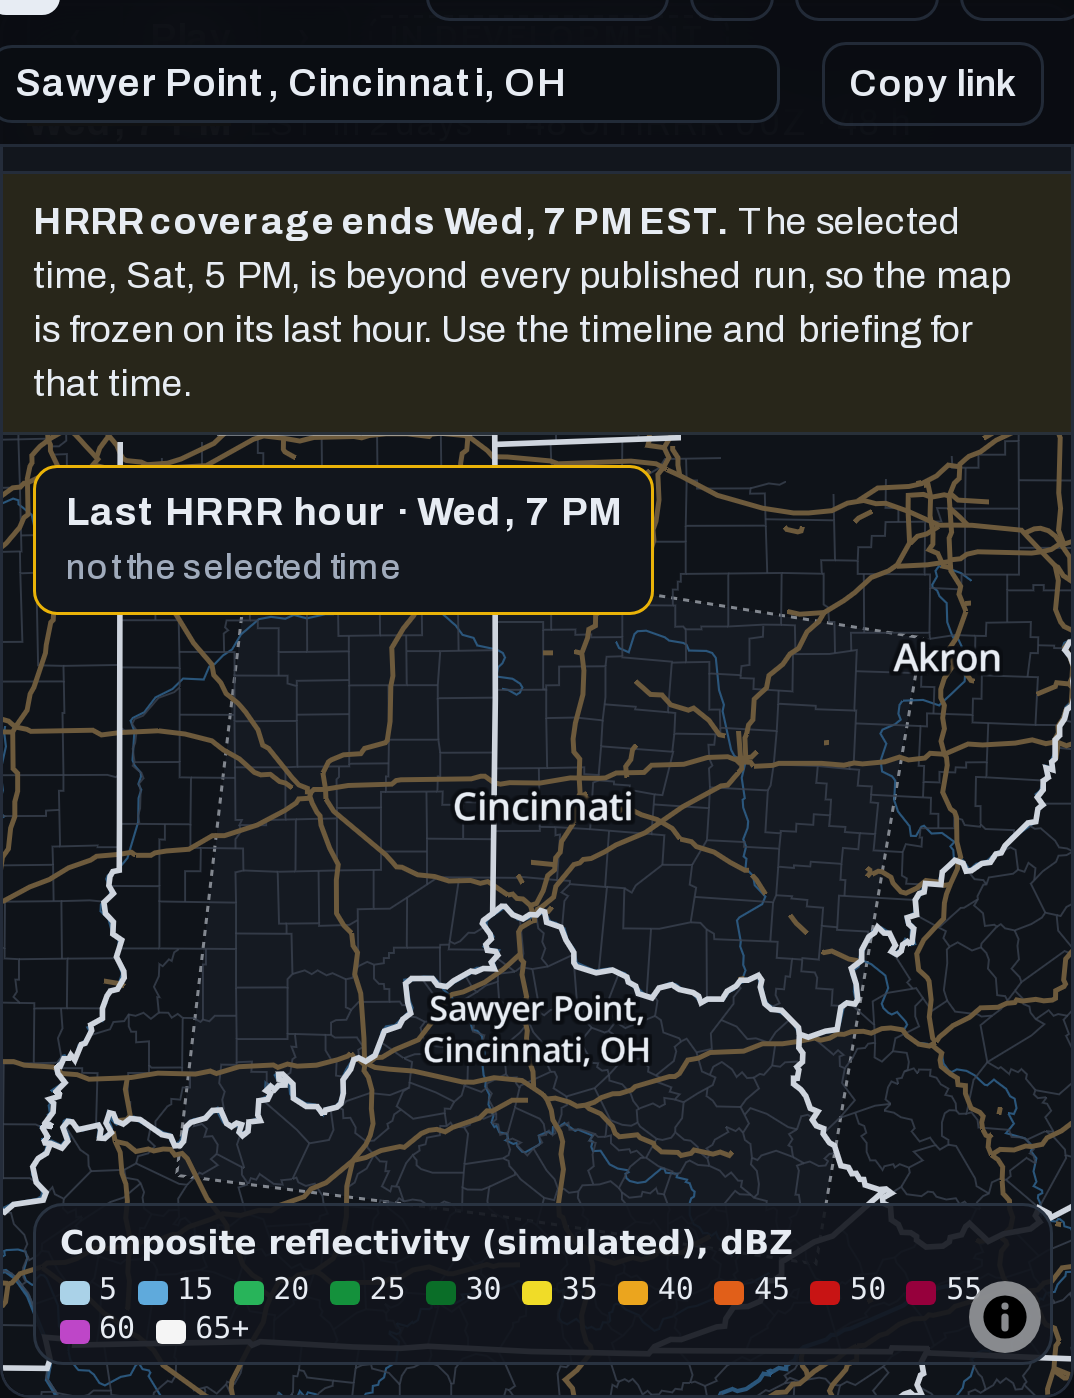 Sawyer Point, Cincinnati, OH
Copy link
HRRR coverage ends Wed, 7 PM EST. The selected
time, Sat, 5 PM, is beyond every published run, so the map
is frozen on its last hour. Use the timeline and briefing for
that time.
Last HRRR hour · Wed, 7 PM
not the selected time
Akron
Cincinnati
Sawyer Point,
Cincinnati, OH
Composite reflectivity (simulated), dBZ
5 15 20 25 30 35 40 45 50 55
60 65+